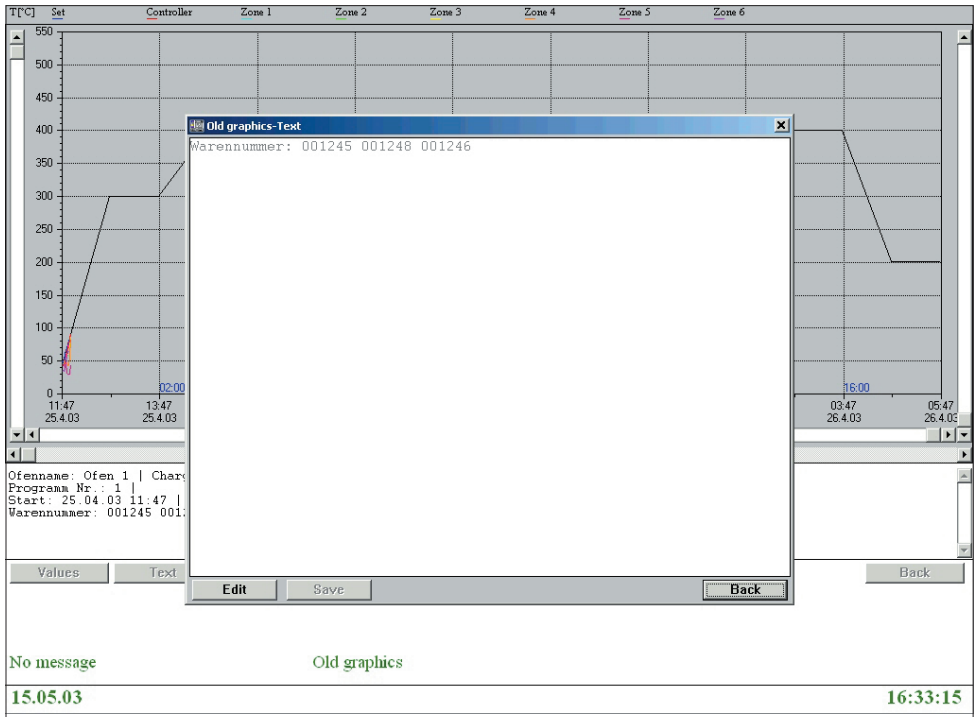 T[°C] Set Controller Zone 1 Zone 2 Zone 3 Zone 4 Zone 5 Zone 6
550
500
450
400
350
300
250
200
150
100
50
0
02:00 16:00
11:47 13:47 03:47 05:47
25.4.03 25.4.03 26.4.03 26.4.03
Old graphics-Text
Warennummer: 001245 001248 001246
Edit Save Back
Ofenname: Ofen 1 | Charg
Programm Nr.: 1 |
Start: 25.04.03 11:47 |
Warennummer: 001245 001
Values Text Back
No message Old graphics
15.05.03 16:33:15